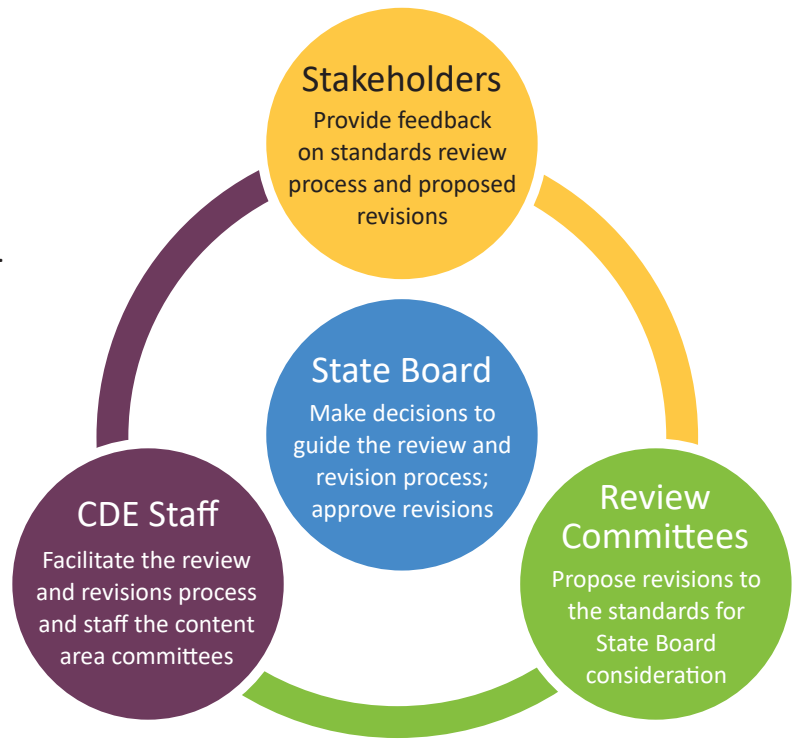 Stakeholders
Provide feedback
on standards review
process and proposed
revisions
.
State Board
Make decisions to
guide the review and
revision process;
approve revisions
CDE Staff
Facilitate the review
and revisions process
and staff the content
area committees
Review
Committees
Propose revisions to
the standards for
State Board
consideration